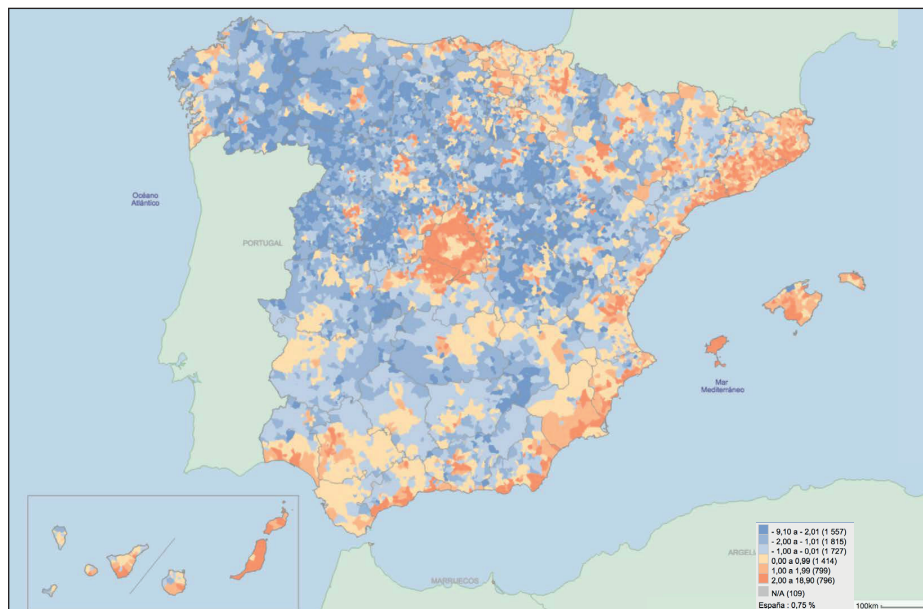 Océano
Atlántico
PORTUGAL
Mar
Mediterráneo
MARRUECOS
ARGEL
- 9,10 a - 2,01 (1 557)
- 2,00 a - 1,01 (1 815)
- 1,00 a - 0,01 (1 727)
0,00 a 0,99 (1 414)
1,00 a 1,99 (799)
2,00 a 18,90 (796)
N/A (109)
España : 0,75 %
100km